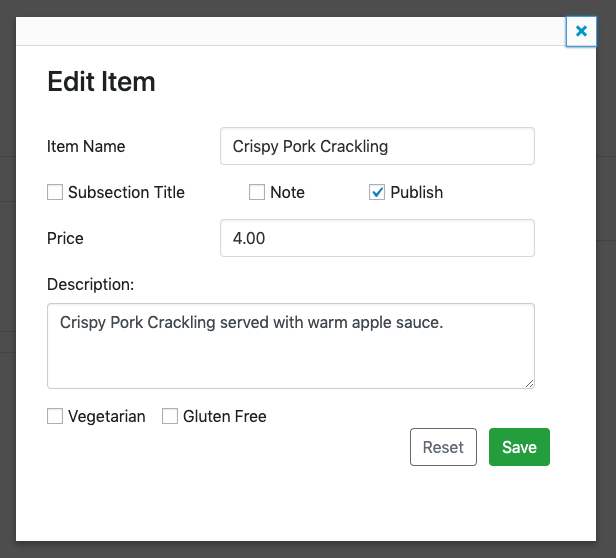 Edit Item
Item Name Crispy Pork Crackling
Subsection Title Note Publish
Price 4.00
Description:
Crispy Pork Crackling served with warm apple sauce.
Vegetarian Gluten Free
Reset Save